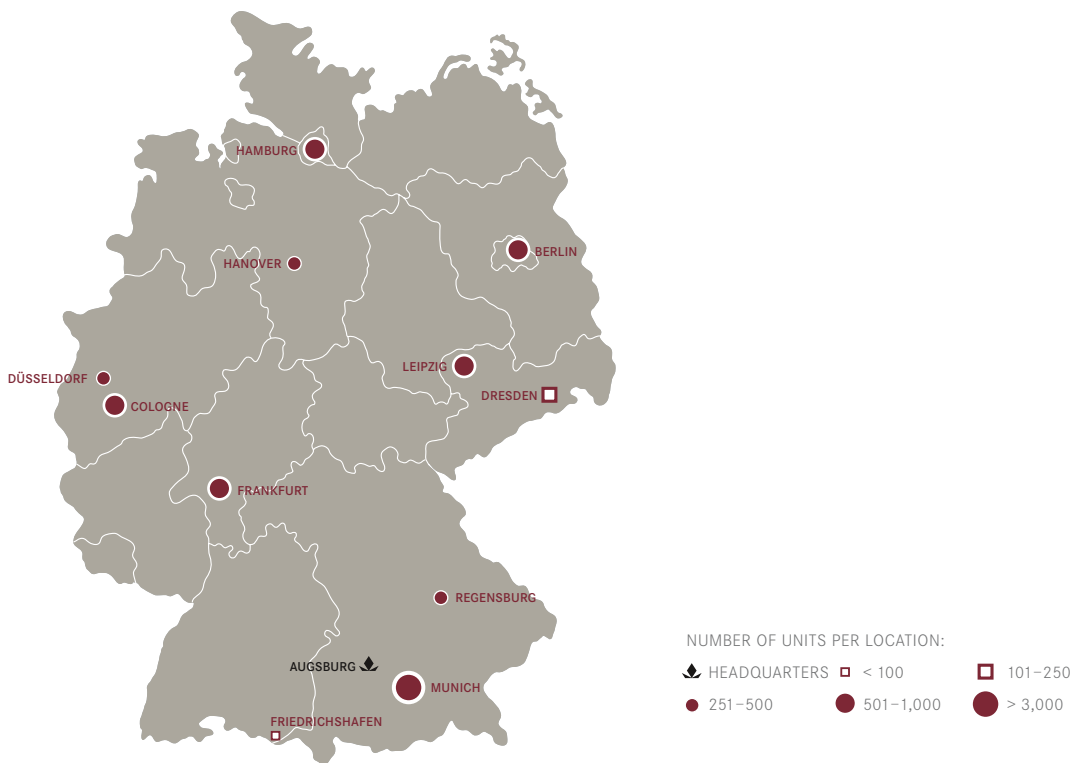 HAMBURG
BERLIN
HANOVER
LEIPZIG
DÜSSELDORF
DRESDEN
COLOGNE
FRANKFURT
REGENSBURG
AUGSBURG
MUNICH
FRIEDRICHSHAFEN
NUMBER OF UNITS PER LOCATION:
HEADQUARTERS < 100 101–250
251–500 501–1,000 > 3,000